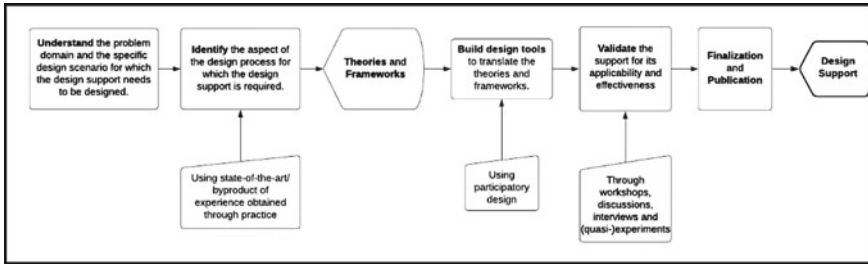 Understand the problem
domain and the specific
design scenario for which
the design support needs
to be designed.
Identify the aspect of
the design process for
which the design
support is required.
Theories and
Frameworks
Build design tools
to translate the
theories and
frameworks.
Validate the
support for its
applicability and
effectiveness
Finalization
and
Publication
Design
Support
Using state-of-the-art/
byproduct of
experience obtained
through practice
Using
participatory
design
Through
workshops,
discussions,
interviews and
(quasi-)experiments